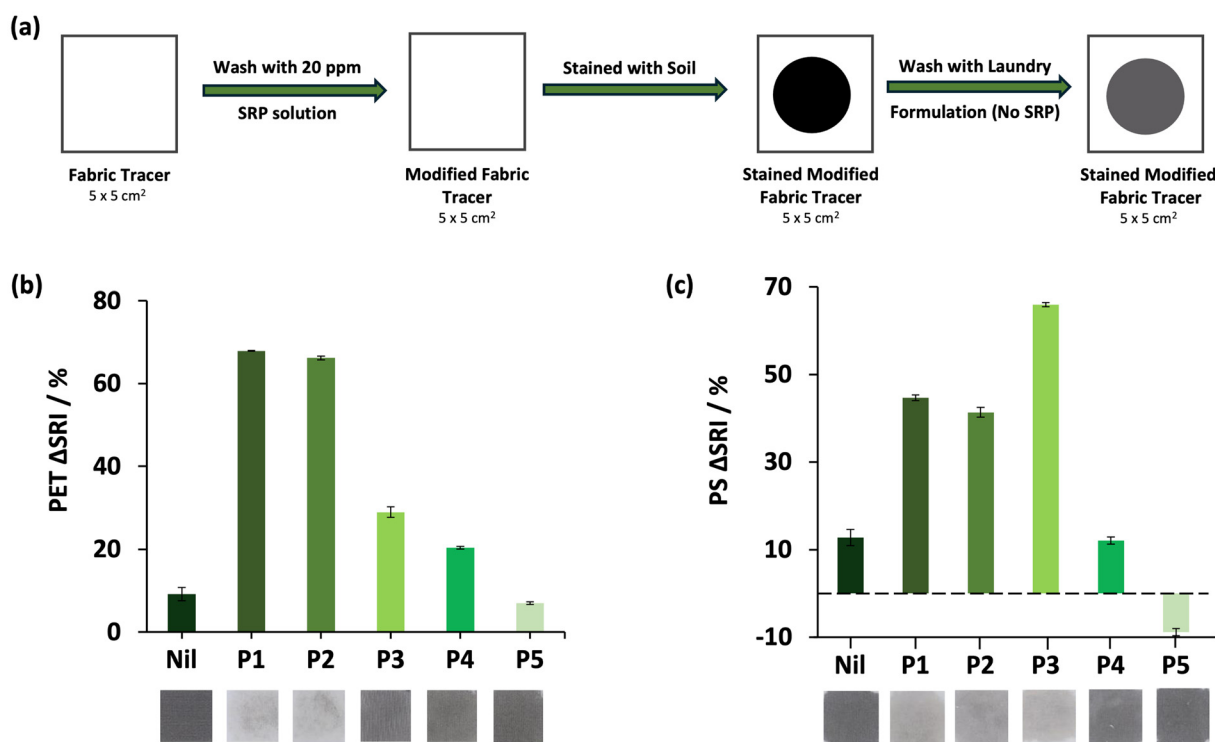 (a)
Wash with 20 ppm
SRP solution
Stained with Soil
Wash with Laundry
Formulation (No SRP)
Fabric Tracer
5 x 5 cm²
Modified Fabric
Tracer
5 x 5 cm²
Stained Modified
Fabric Tracer
5 x 5 cm²
Stained Modified
Fabric Tracer
5 x 5 cm²
(b)
PET ΔSRI / %
80
60
40
20
0
Nil P1 P2 P3 P4 P5
(c)
PS ΔSRI / %
70
50
30
10
-10
Nil P1 P2 P3 P4 P5